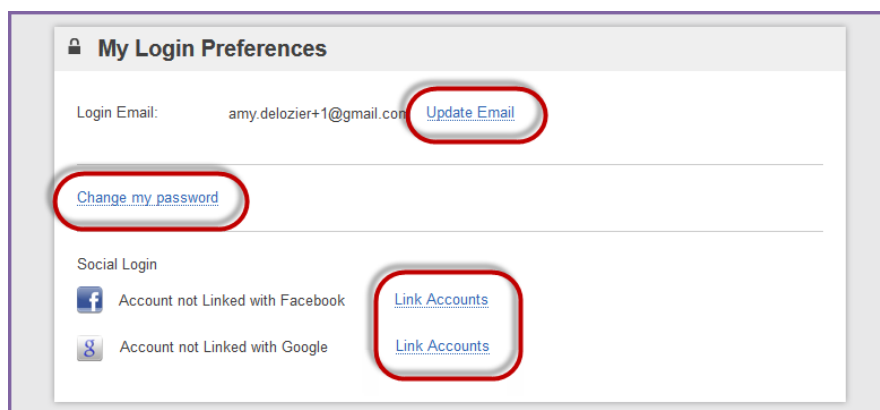 My Login Preferences
Login Email: amy.delozier+1@gmail.com Update Email
Change my password
Social Login
f Account not Linked with Facebook Link Accounts
g Account not Linked with Google Link Accounts